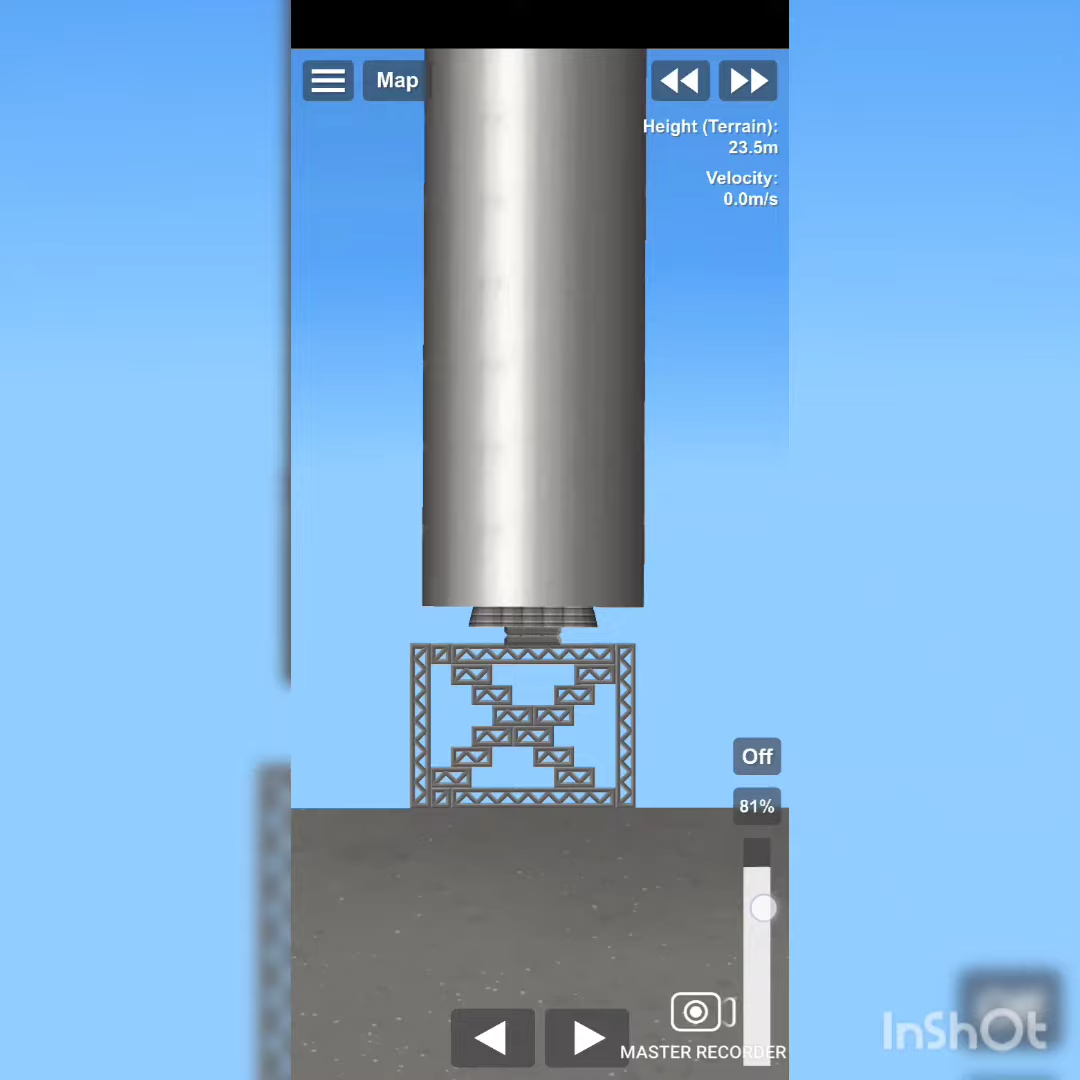 Map
Height (Terrain):
23.5m
Velocity:
0.0m/s
Off
81%
MASTER RECORDER
InShOt